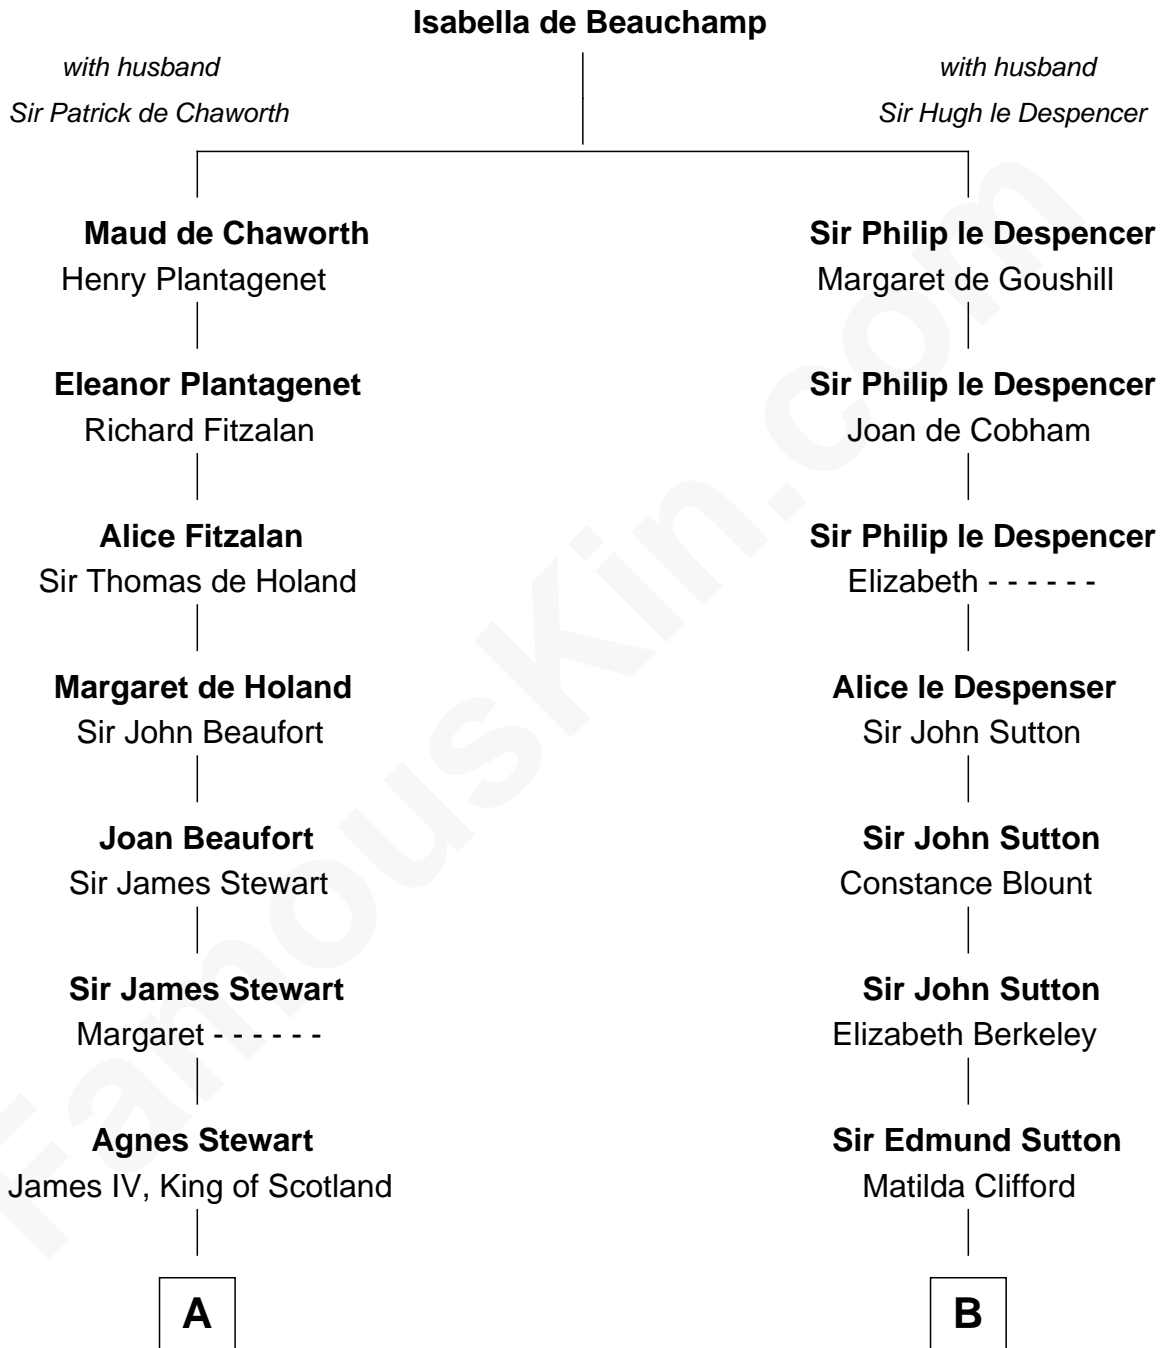 Isabella de Beauchamp
with husband
Sir Patrick de Chaworth
with husband
Sir Hugh le Despencer
Maud de Chaworth
Henry Plantagenet
Sir Philip le Despencer
Margaret de Goushill
Eleanor Plantagenet
Richard Fitzalan
Sir Philip le Despencer
Joan de Cobham
Alice Fitzalan
Sir Thomas de Holand
Sir Philip le Despencer
Elizabeth - - - - - -
Margaret de Holand
Sir John Beaufort
Alice le Despenser
Sir John Sutton
Joan Beaufort
Sir James Stewart
Sir John Sutton
Constance Blount
Sir James Stewart
Margaret - - - - - -
Sir John Sutton
Elizabeth Berkeley
Agnes Stewart
James IV, King of Scotland
Sir Edmund Sutton
Matilda Clifford
A
B
FamousKin.com